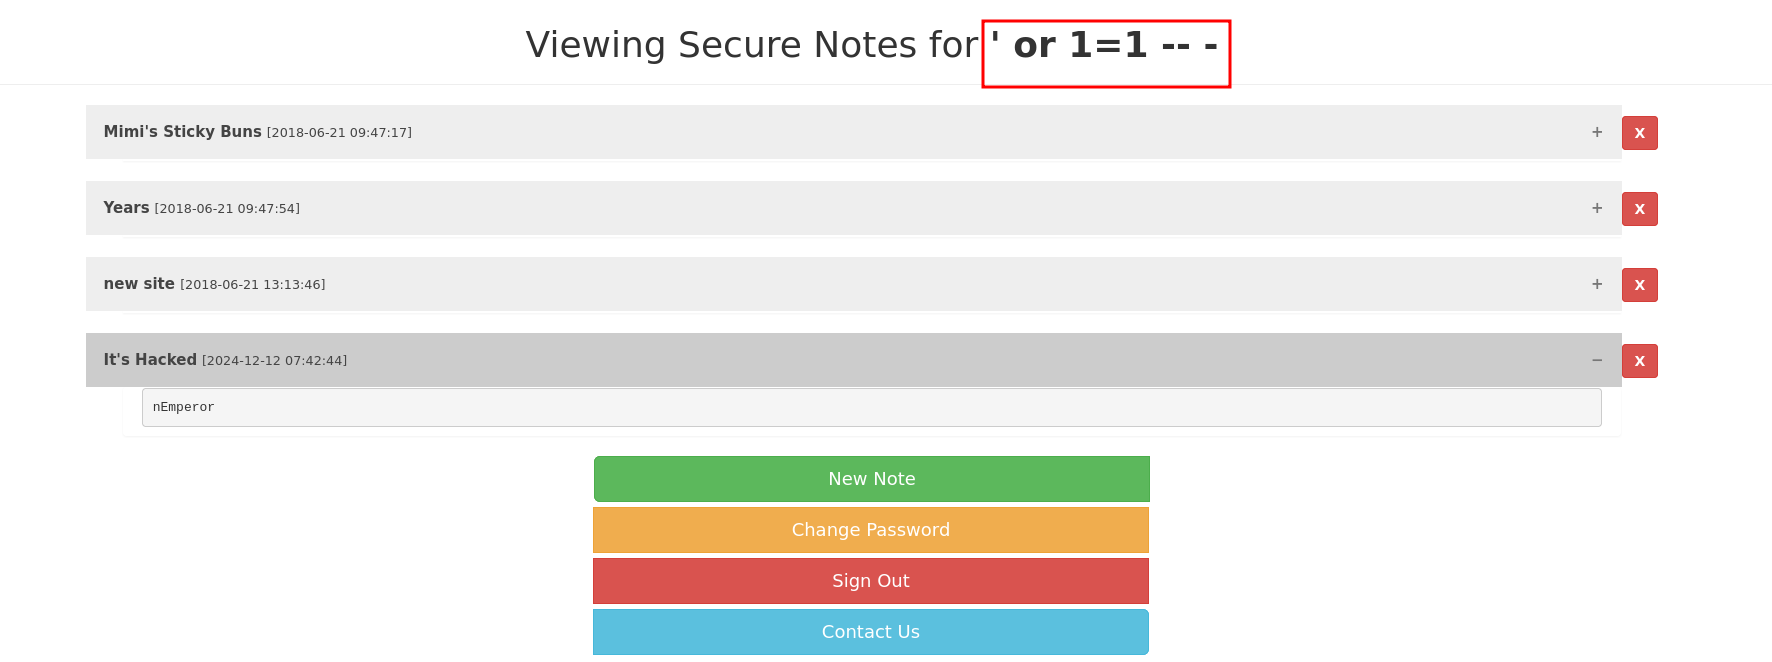 Viewing Secure Notes for ' or 1=1 -- -
Mimi's Sticky Buns [2018-06-21 09:47:17] + X
Years [2018-06-21 09:47:54] + X
new site [2018-06-21 13:13:46] + X
It's Hacked [2024-12-12 07:42:44] − X
nEmperor
New Note
Change Password
Sign Out
Contact Us